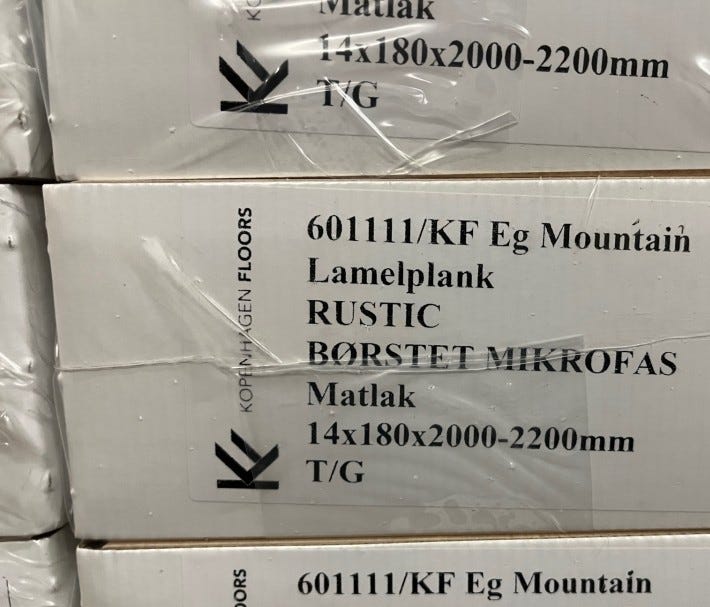 Matlak
14x180x2000-2200mm
T/G
KOPENHAGEN FLOORS
601111/KF Eg Mountain
Lamelplank
RUSTIC
BØRSTET MIKROFAS
Matlak
14x180x2000-2200mm
T/G
601111/KF Eg Mountain